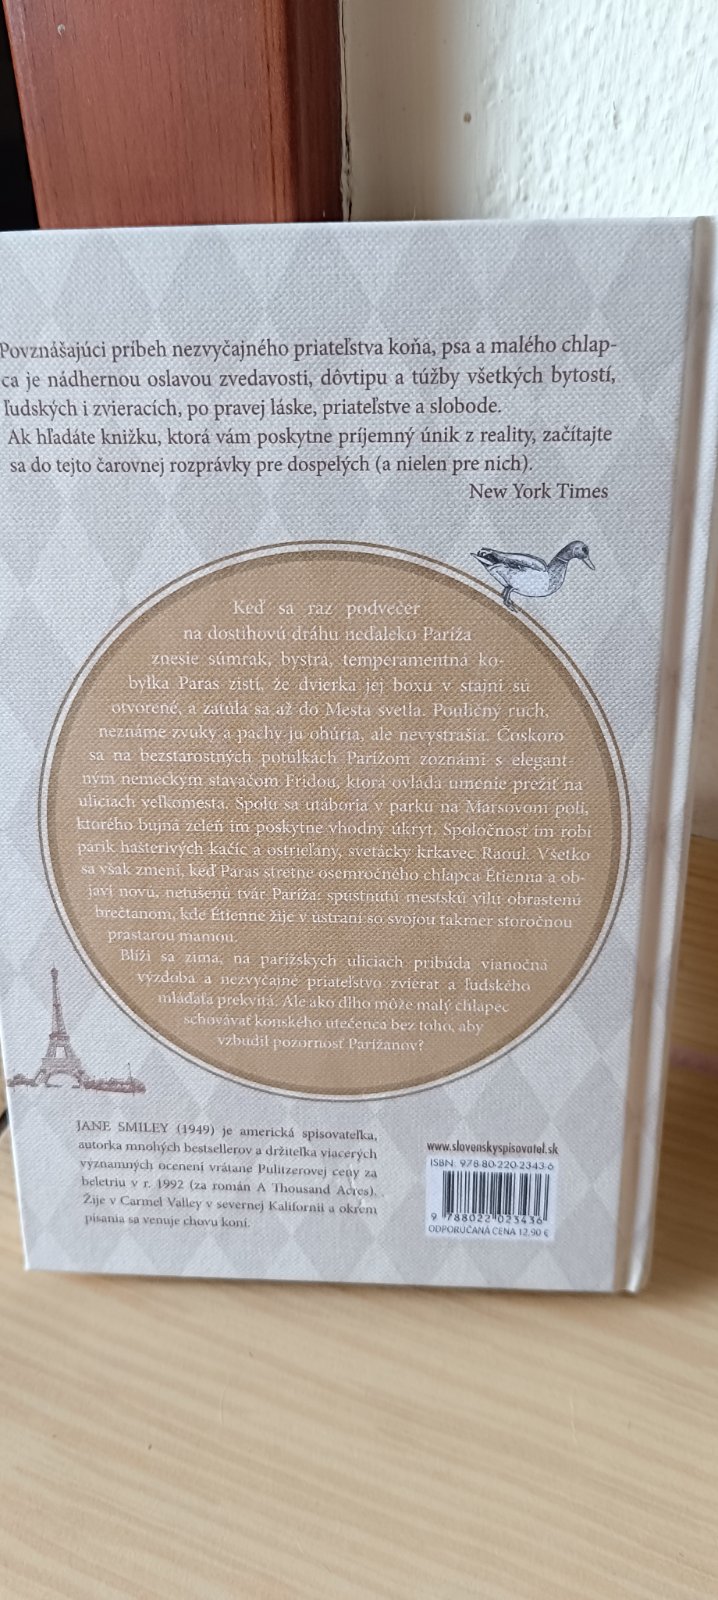 Povznášajúci príbeh nezvyčajného priateľstva koňa, psa a malého chlap-
ca je nádhernou oslavou zvedavosti, dôvtipu a túžby všetkých bytostí,
ľudských i zvieracích, po pravej láske, priateľstve a slobode.
Ak hľadáte knižku, ktorá vám poskytne príjemný únik z reality, začítajte
sa do tejto čarovnej rozprávky pre dospelých (a nielen pre nich).
New York Times
Keď sa raz podvečer
na dostihovú dráhu neďaleko Paríža
znesie súmrak, bystrá, temperamentná ko-
bylka Paras zistí, že dvierka jej boxu v stajni sú
otvorené, a zatúla sa až do Mesta svetla. Pouličný ruch,
neznáme zvuky a pachy ju ohúria, ale nevystrašia. Čoskoro
sa na bezstarostných potulkách Parížom zoznámi s elegant-
ným nemeckým stavačom Fridou, ktorá ovláda umenie prežiť na
uliciach veľkomesta. Spolu sa utáboria v parku na Marsovom poli,
ktorého bujná zeleň im poskytne vhodný úkryt. Spoločnosť im robí
párik hašterivých kačíc a ostrieľaný, svetácky krkavec Raoul. Všetko
sa však zmení, keď Paras stretne osemročného chlapca Étienna a ob-
javí novú, netušenú tvár Paríža: spustnutú mestskú vilu obrastenú
brečtanom, kde Étienne žije v ústraní so svojou takmer storočnou
prastarou mamou.
Blíži sa zima, na parížskych uliciach pribúda vianočná
výzdoba a nezvyčajné priateľstvo zvierat a ľudského
mláďaťa prekvitá. Ale ako dlho môže malý chlapec
schovávať konského utečenca bez toho, aby
vzbudil pozornosť Parížanov?
JANE SMILEY (1949) je americká spisovateľka,
autorka mnohých bestsellerov a držiteľka viacerých
významných ocenení vrátane Pulitzerovej ceny za
beletriu v r. 1992 (za román A Thousand Acres).
Žije v Carmel Valley v severnej Kalifornii a okrem
písania sa venuje chovu koní.
www.slovenskyspisovatel.sk
ISBN: 978-80-220-2343-6
9 788022 023436
ODPORÚČANÁ CENA 12,90 €